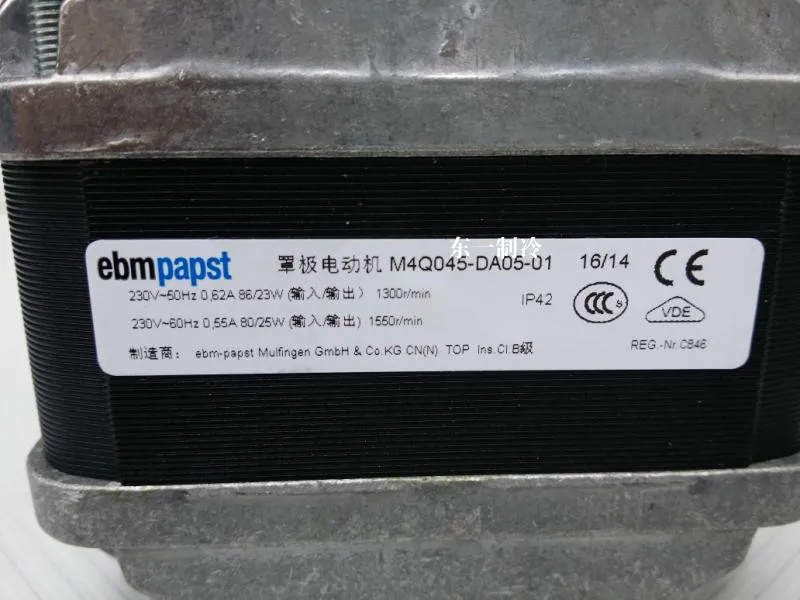 东一制冷
ebmpapst 罩极电动机 M4Q045-DA05-01 16/14 CE
230V~50Hz 0,62A 86/23W (输入/输出) 1300r/min IP42 CCC
230V~60Hz 0,55A 80/25W (输入/输出) 1550r/min VDE
制造商: ebm-papst Mulfingen GmbH & Co.KG CN(N) TOP Ins.Cl.B级 REG.-Nr.C846